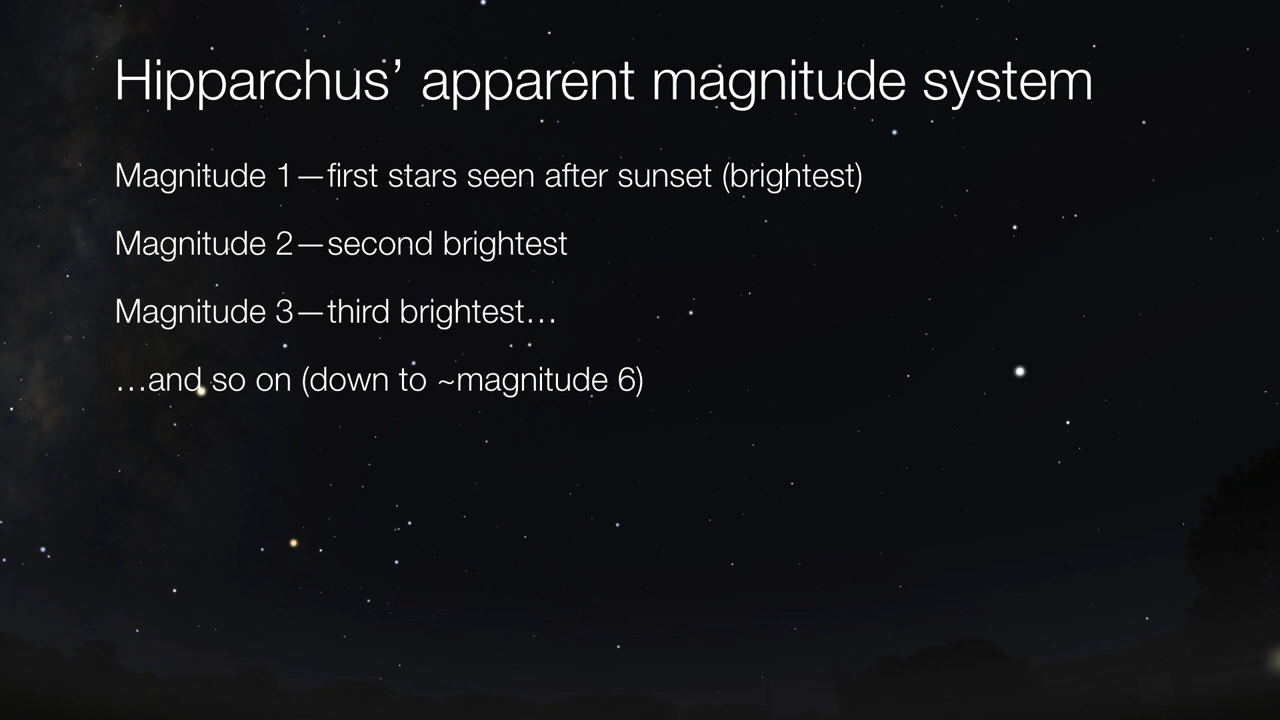 Hipparchus’ apparent magnitude system
Magnitude 1—first stars seen after sunset (brightest)
Magnitude 2—second brightest
Magnitude 3—third brightest…
…and so on (down to ~magnitude 6)